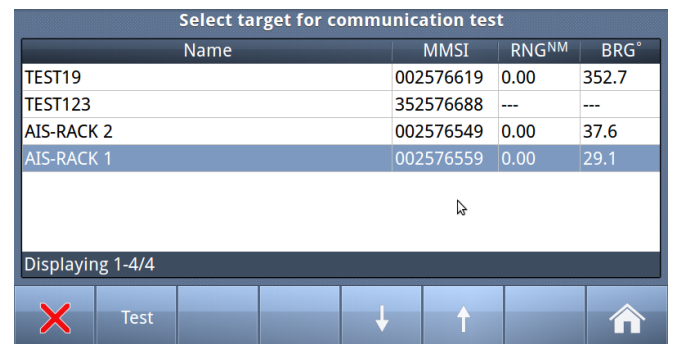 Select target for communication test
Name MMSI RNGNM BRG°
TEST19 002576619 0.00 352.7
TEST123 352576688 --- ---
AIS-RACK 2 002576549 0.00 37.6
AIS-RACK 1 002576559 0.00 29.1
Displaying 1-4/4
Test